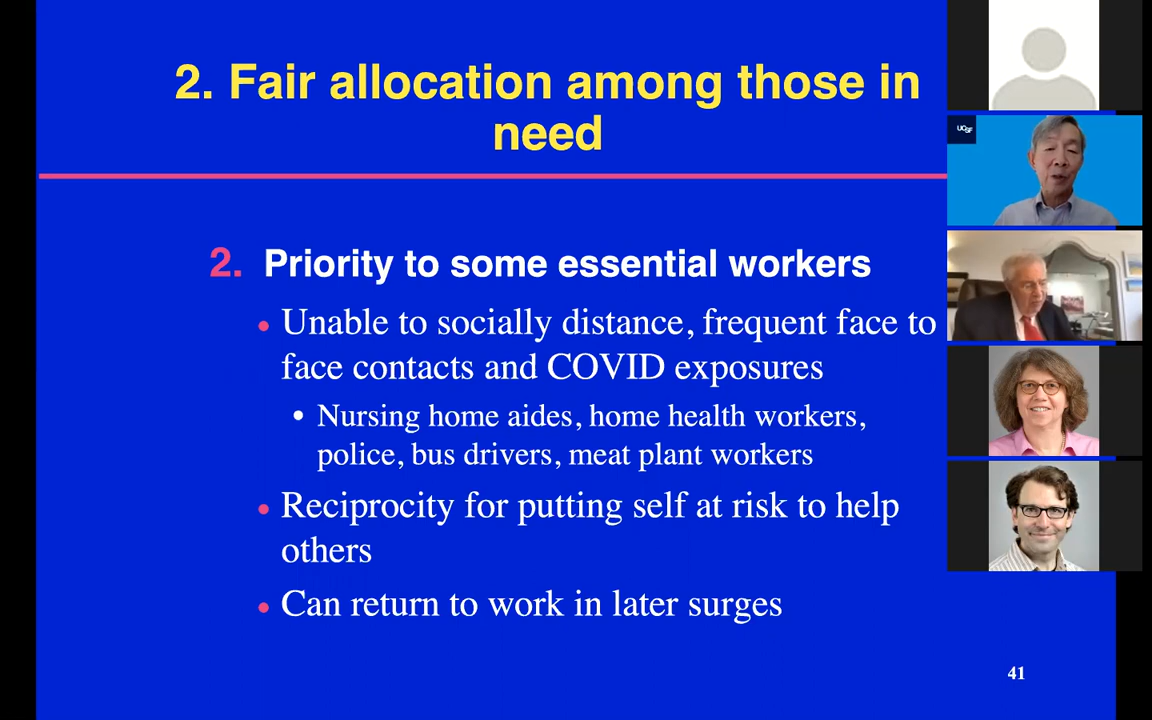 2. Fair allocation among those in
need
2. Priority to some essential workers
• Unable to socially distance, frequent face to
face contacts and COVID exposures
• Nursing home aides, home health workers,
police, bus drivers, meat plant workers
• Reciprocity for putting self at risk to help
others
• Can return to work in later surges
41
UCSF